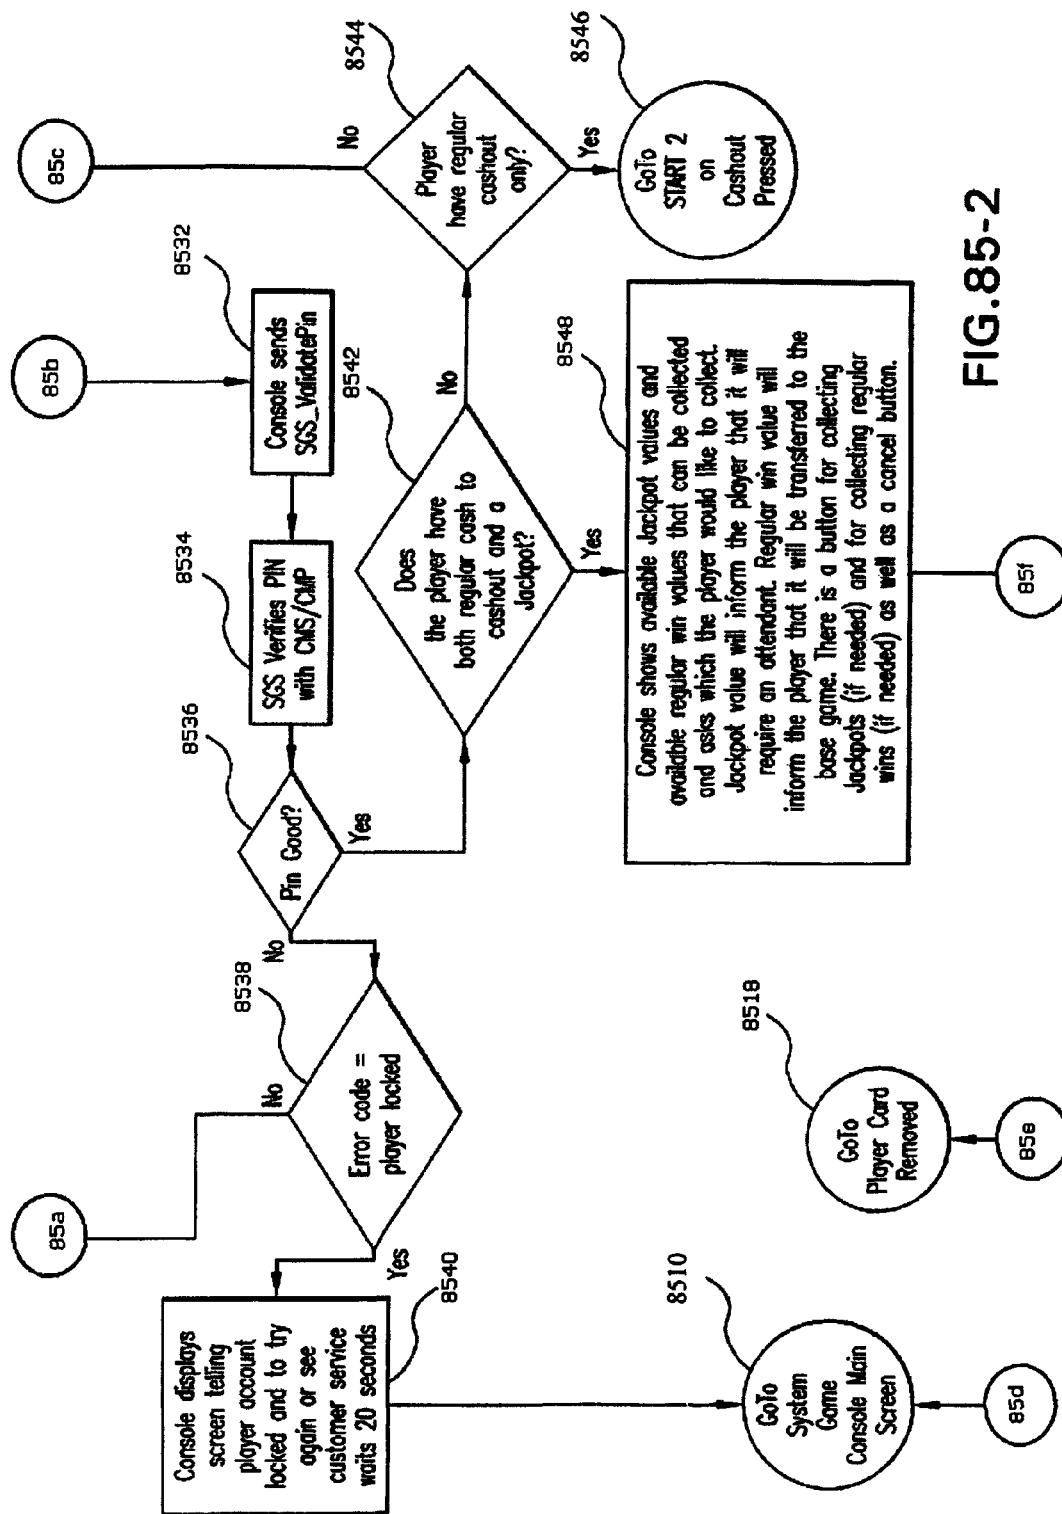 85a
85b
85c
8532
Console sends
SGS_ValidatePin
8534
SGS Verifies PIN
with CMS/CMP
8536
Pin Good?
No
Yes
8538
Error code =
player locked
No
Yes
8540
Console displays
screen telling
player account
locked and to try
again or see
customer service
waits 20 seconds
8542
Does
the player have
both regular cash to
cashout and a
Jackpot?
No
Yes
8544
Player
have regular
cashout
only?
No
Yes
8546
GoTo
START 2
on
Cashout
Pressed
8548
Console shows available Jackpot values and
available regular win values that can be collected
and asks which the player would like to collect.
Jackpot value will inform the player that it will
require an attendant. Regular win value will
inform the player that it will be transferred to the
base game. There is a button for collecting
Jackpots (if needed) and for collecting regular
wins (if needed) as well as a cancel button.
8510
GoTo
System
Game
Console Main
Screen
8518
GoTo
Player Card
Removed
85d
85e
85f
FIG.85-2